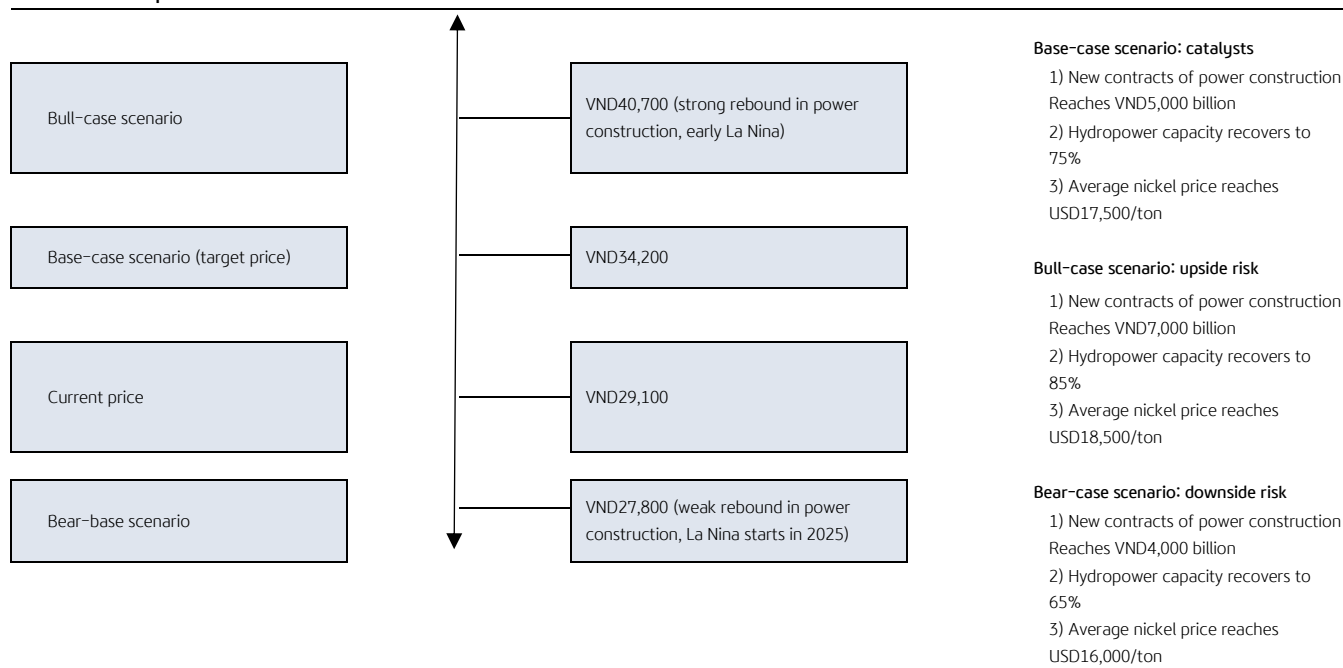 Bull-case scenario
VND40,700 (strong rebound in power
construction, early La Nina)
Base-case scenario (target price)
VND34,200
Current price
VND29,100
Bear-base scenario
VND27,800 (weak rebound in power
construction, La Nina starts in 2025)
Base-case scenario: catalysts
1) New contracts of power construction
Reaches VND5,000 billion
2) Hydropower capacity recovers to
75%
3) Average nickel price reaches
USD17,500/ton
Bull-case scenario: upside risk
1) New contracts of power construction
Reaches VND7,000 billion
2) Hydropower capacity recovers to
85%
3) Average nickel price reaches
USD18,500/ton
Bear-case scenario: downside risk
1) New contracts of power construction
Reaches VND4,000 billion
2) Hydropower capacity recovers to
65%
3) Average nickel price reaches
USD16,000/ton